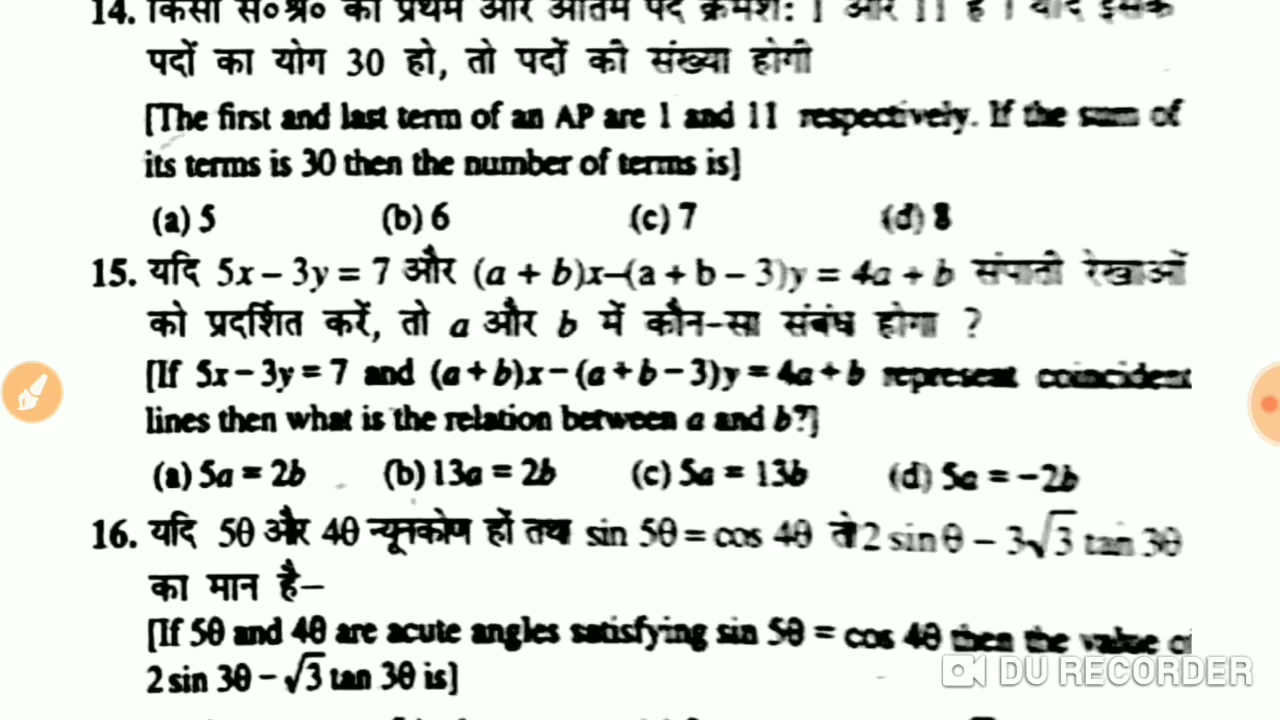 14. किसी स०श्रे० का प्रथम और अंतिम पद क्रमशः 1 और 11 है । यदि इसके
पदों का योग 30 हो, तो पदों की संख्या होगी
[The first and last term of an AP are 1 and 11 respectively. If the sum of
its terms is 30 then the number of terms is]
(a) 5 (b) 6 (c) 7 (d) 8
15. यदि 5x – 3y = 7 और (a + b)x–(a + b – 3)y = 4a + b संपाती रेखाओं
को प्रदर्शित करें, तो a और b में कौन-सा संबंध होगा ?
[If 5x – 3y = 7 and (a + b)x – (a + b – 3)y = 4a + b represent coincident
lines then what is the relation between a and b?]
(a) 5a = 2b (b) 13a = 2b (c) 5a = 13b (d) 5a = –2b
16. यदि 5θ और 4θ न्यूनकोण हों तथा sin 5θ = cos 4θ तो 2 sin θ – 3√3 tan 3θ
का मान है–
[If 5θ and 4θ are acute angles satisfying sin 5θ = cos 4θ then the value o
2 sin 3θ – √3 tan 3θ is]
DU RECORDER